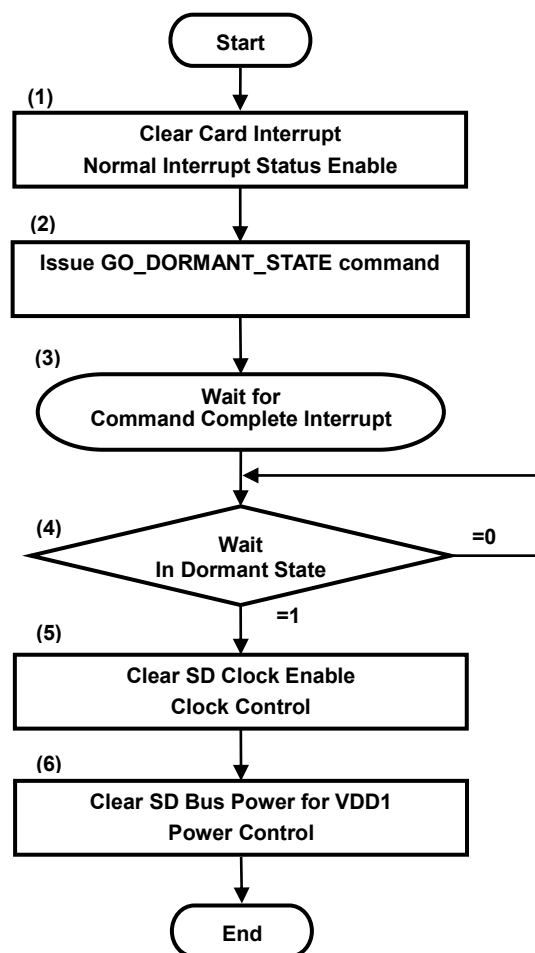 Start
(1)
Clear Card Interrupt
Normal Interrupt Status Enable
(2)
Issue GO_DORMANT_STATE command
(3)
Wait for
Command Complete Interrupt
(4)
Wait
In Dormant State
=0
=1
(5)
Clear SD Clock Enable
Clock Control
(6)
Clear SD Bus Power for VDD1
Power Control
End